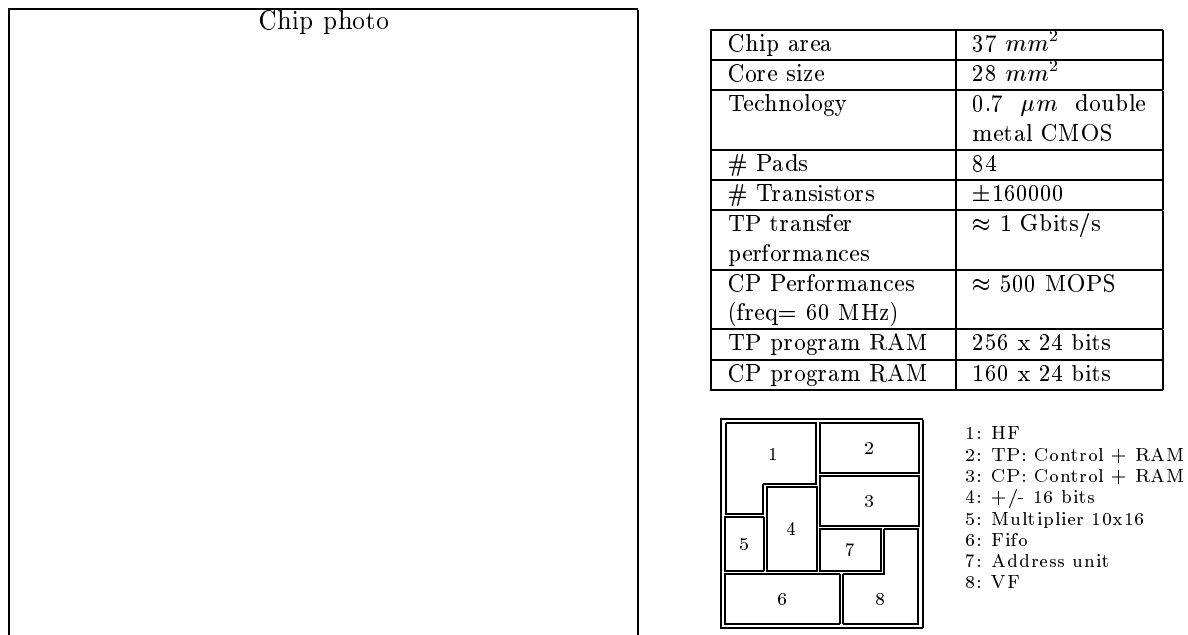 Chip photo
Chip area 37 mm²
Core size 28 mm²
Technology 0.7 μm double
metal CMOS
# Pads 84
# Transistors ±160000
TP transfer ≈ 1 Gbits/s
performances
CP Performances ≈ 500 MOPS
(freq= 60 MHz)
TP program RAM 256 x 24 bits
CP program RAM 160 x 24 bits
1
2
3
4
5
7
6
8
1: HF
2: TP: Control + RAM
3: CP: Control + RAM
4: +/- 16 bits
5: Multiplier 10x16
6: Fifo
7: Address unit
8: VF